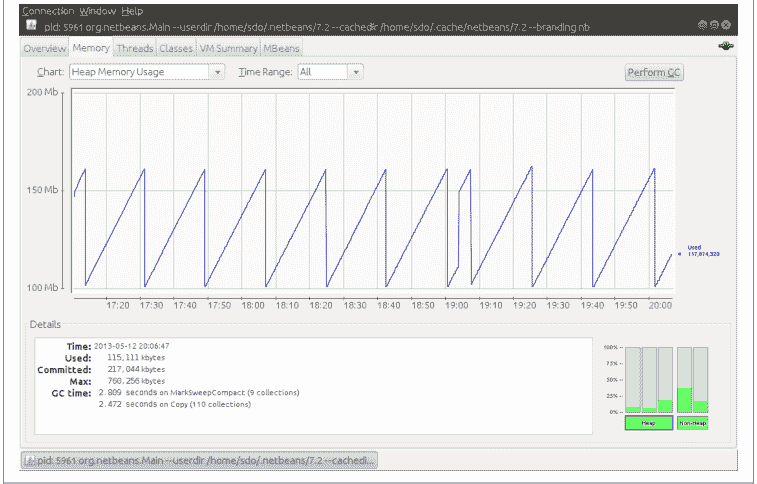 Connection Window Help
pid: 5961 org.netbeans.Main --userdir /home/sdo/.netbeans/7.2 --cachedir /home/sdo/.cache/netbeans/7.2 --branding nb
Overview Memory Threads Classes VM Summary MBeans
Chart: Heap Memory Usage Time Range: All Perform GC
200 Mb
150 Mb
100 Mb
Used
117,874,320
17:20 17:30 17:40 17:50 18:00 18:10 18:20 18:30 18:40 18:50 19:00 19:10 19:20 19:30 19:40 19:50 20:00
Details
Time: 2013-05-12 20:06:47
Used: 115,111 kbytes
Committed: 217,044 kbytes
Max: 760,256 kbytes
GC time: 2.809 seconds on MarkSweepCompact (9 collections)
2.472 seconds on Copy (110 collections)
100% --
75% --
50% --
25% --
0% --
Heap Non-Heap
pid: 5961 org.netbeans.Main --userdir /home/sdo/.netbeans/7.2 --cachedi...